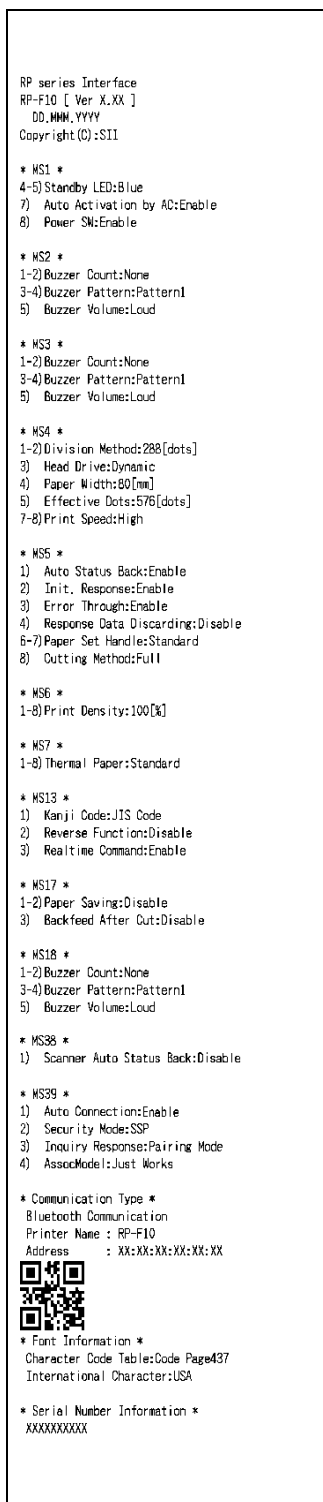 RP series Interface
RP-F10 [ Ver X.XX ]
DD.MMM.YYYY
Copyright(C):SII
* MS1 *
4-5) Standby LED:Blue
7) Auto Activation by AC:Enable
8) Power SW:Enable
* MS2 *
1-2) Buzzer Count:None
3-4) Buzzer Pattern:Pattern1
5) Buzzer Volume:Loud
* MS3 *
1-2) Buzzer Count:None
3-4) Buzzer Pattern:Pattern1
5) Buzzer Volume:Loud
* MS4 *
1-2) Division Method:288[dots]
3) Head Drive:Dynamic
4) Paper Width:80[mm]
5) Effective Dots:576[dots]
7-8) Print Speed:High
* MS5 *
1) Auto Status Back:Enable
2) Init. Response:Enable
3) Error Through:Enable
4) Response Data Discarding:Disable
6-7) Paper Set Handle:Standard
8) Cutting Method:Full
* MS6 *
1-8) Print Density:100[%]
* MS7 *
1-8) Thermal Paper:Standard
* MS13 *
1) Kanji Code:JIS Code
2) Reverse Function:Disable
3) Realtime Command:Enable
* MS17 *
1-2) Paper Saving:Disable
3) Backfeed After Cut:Disable
* MS18 *
1-2) Buzzer Count:None
3-4) Buzzer Pattern:Pattern1
5) Buzzer Volume:Loud
* MS38 *
1) Scanner Auto Status Back:Disable
* MS39 *
1) Auto Connection:Enable
2) Security Mode:SSP
3) Inquiry Response:Pairing Mode
4) AssocModel:Just Works
* Communication Type *
Bluetooth Communication
Printer Name : RP-F10
Address : XX:XX:XX:XX:XX:XX
* Font Information *
Character Code Table:Code Page437
International Character:USA
* Serial Number Information *
XXXXXXXXXX